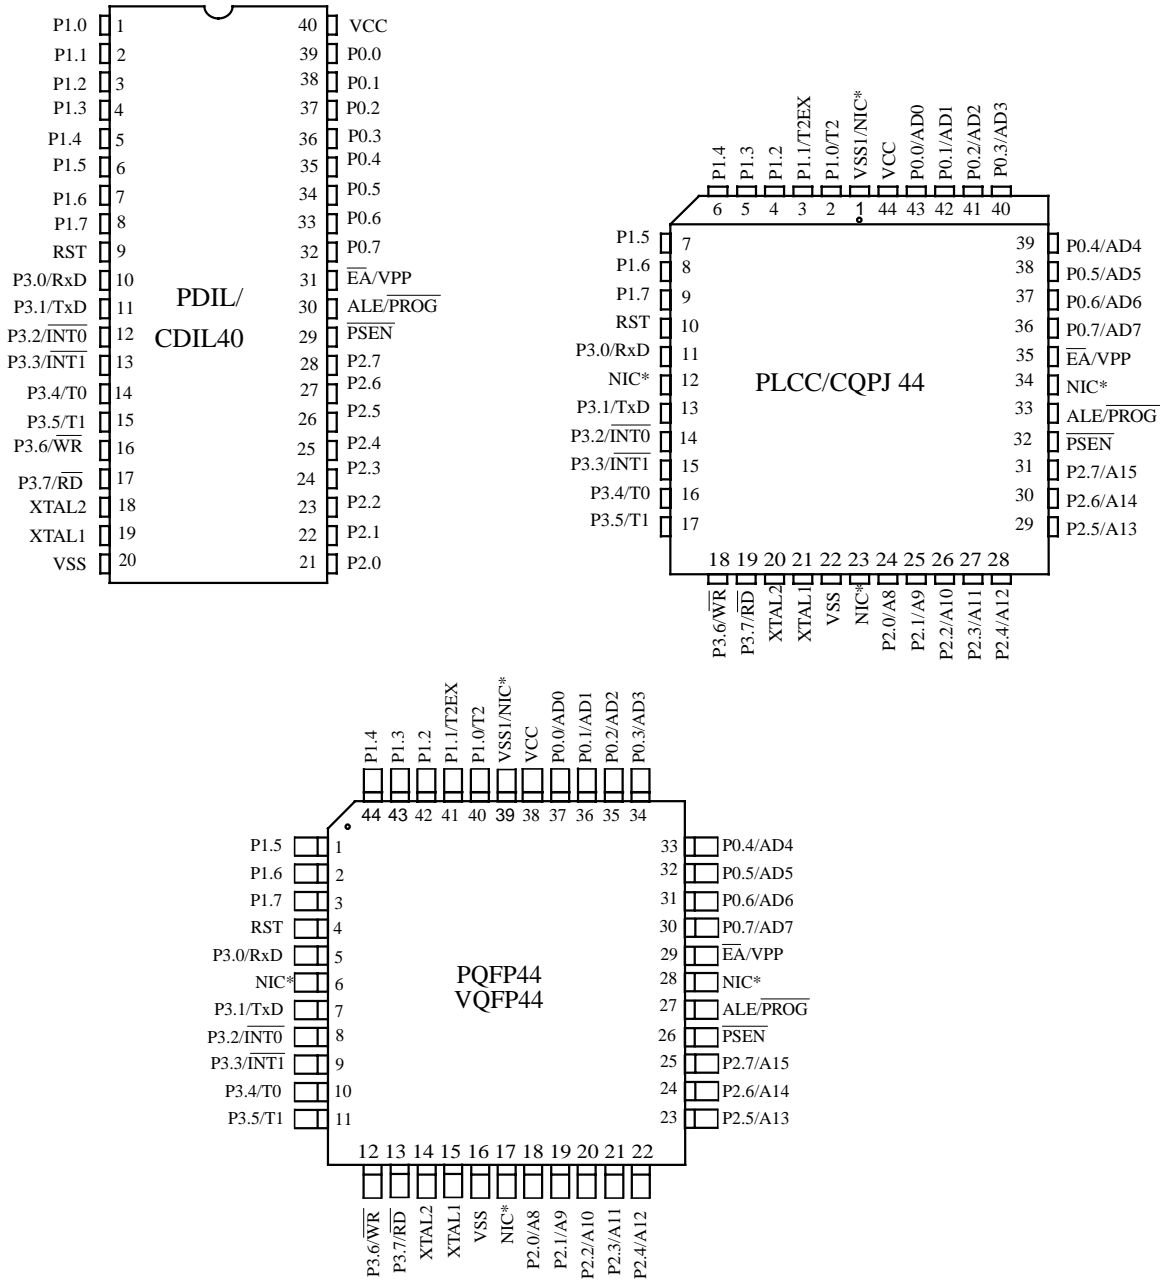 P1.0 1 40 VCC
P1.1 2 39 P0.0
P1.2 3 38 P0.1
P1.3 4 37 P0.2
P1.4 5 36 P0.3
P1.5 6 35 P0.4
P1.6 7 34 P0.5
P1.7 8 33 P0.6
RST 9 32 P0.7
P3.0/RxD 10 31 EA/VPP
P3.1/TxD 11 30 ALE/PROG
P3.2/INT0 12 29 PSEN
P3.3/INT1 13 28 P2.7
P3.4/T0 14 27 P2.6
P3.5/T1 15 26 P2.5
P3.6/WR 16 25 P2.4
P3.7/RD 17 24 P2.3
XTAL2 18 23 P2.2
XTAL1 19 22 P2.1
VSS 20 21 P2.0
PDIL/
CDIL40
P1.4 P1.3 P1.2 P1.1/T2EX P1.0/T2 VSS1/NIC* VCC P0.0/AD0 P0.1/AD1 P0.2/AD2 P0.3/AD3
6 5 4 3 2 1 44 43 42 41 40
P1.5 7 39 P0.4/AD4
P1.6 8 38 P0.5/AD5
P1.7 9 37 P0.6/AD6
RST 10 36 P0.7/AD7
P3.0/RxD 11 35 EA/VPP
NIC* 12 34 NIC*
P3.1/TxD 13 33 ALE/PROG
P3.2/INT0 14 32 PSEN
P3.3/INT1 15 31 P2.7/A15
P3.4/T0 16 30 P2.6/A14
P3.5/T1 17 29 P2.5/A13
PLCC/CQPJ 44
18 19 20 21 22 23 24 25 26 27 28
P3.6/WR P3.7/RD XTAL2 XTAL1 VSS NIC* P2.0/A8 P2.1/A9 P2.2/A10 P2.3/A11 P2.4/A12
P1.4 P1.3 P1.2 P1.1/T2EX P1.0/T2 VSS1/NIC* VCC P0.0/AD0 P0.1/AD1 P0.2/AD2 P0.3/AD3
44 43 42 41 40 39 38 37 36 35 34
P1.5 1 33 P0.4/AD4
P1.6 2 32 P0.5/AD5
P1.7 3 31 P0.6/AD6
RST 4 30 P0.7/AD7
P3.0/RxD 5 29 EA/VPP
NIC* 6 28 NIC*
P3.1/TxD 7 27 ALE/PROG
P3.2/INT0 8 26 PSEN
P3.3/INT1 9 25 P2.7/A15
P3.4/T0 10 24 P2.6/A14
P3.5/T1 11 23 P2.5/A13
PQFP44
VQFP44
12 13 14 15 16 17 18 19 20 21 22
P3.6/WR P3.7/RD XTAL2 XTAL1 VSS NIC* P2.0/A8 P2.1/A9 P2.2/A10 P2.3/A11 P2.4/A12